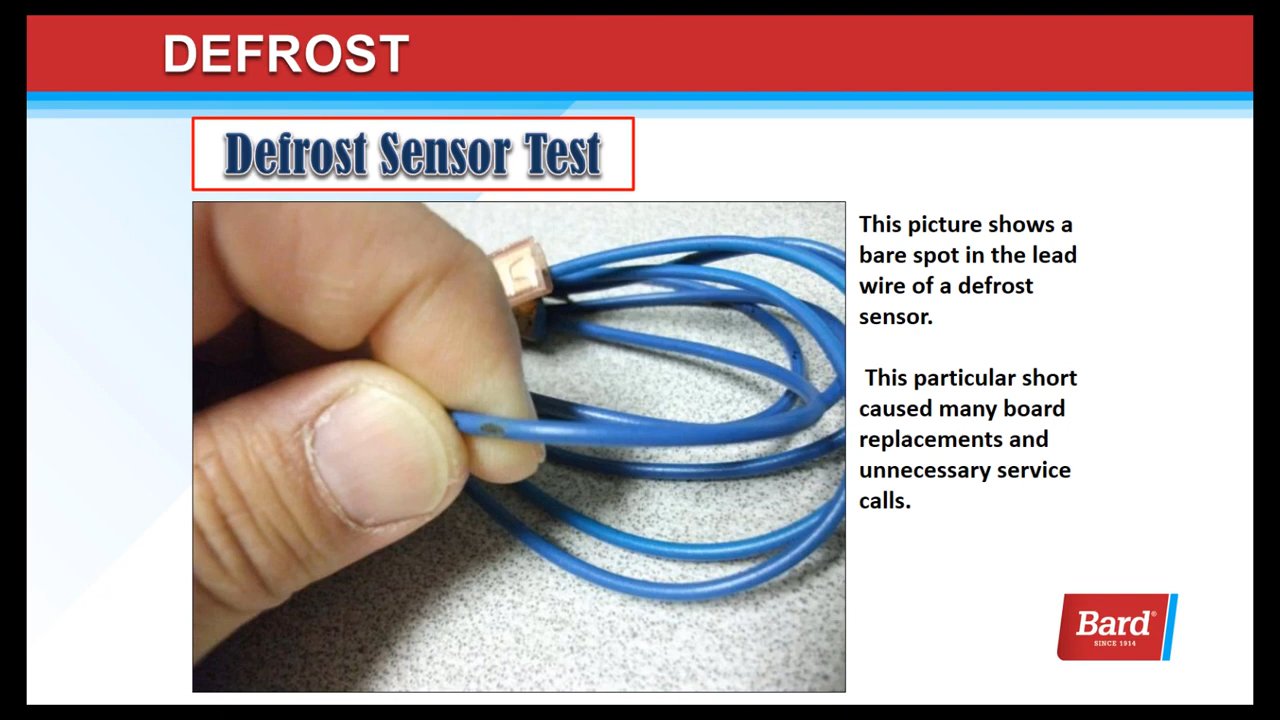 DEFROST
Defrost Sensor Test
This picture shows a
bare spot in the lead
wire of a defrost
sensor.
This particular short
caused many board
replacements and
unnecessary service
calls.
Bard®
SINCE 1914